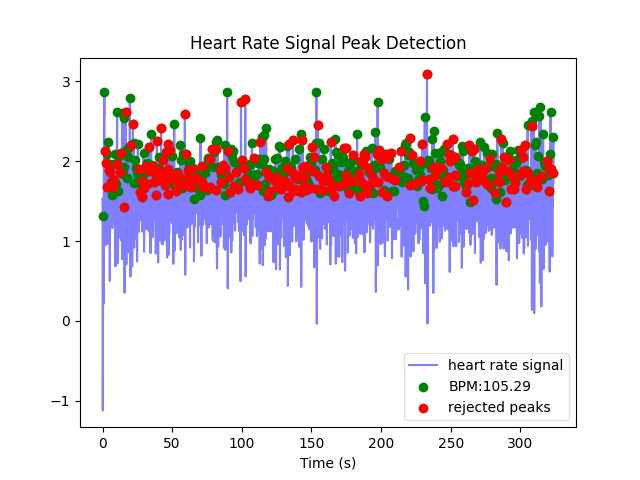 Heart Rate Signal Peak Detection
3
2
1
0
−1
0 50 100 150 200 250 300
Time (s)
heart rate signal
BPM:105.29
rejected peaks